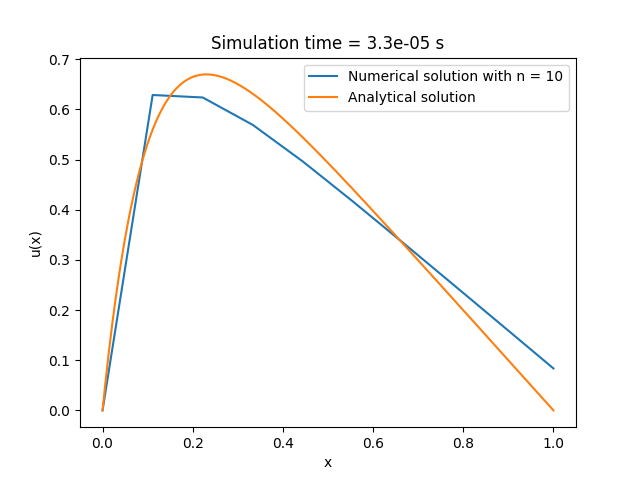 Simulation time = 3.3e-05 s
Numerical solution with n = 10
Analytical solution
u(x)
0.7
0.6
0.5
0.4
0.3
0.2
0.1
0.0
0.0 0.2 0.4 0.6 0.8 1.0
x